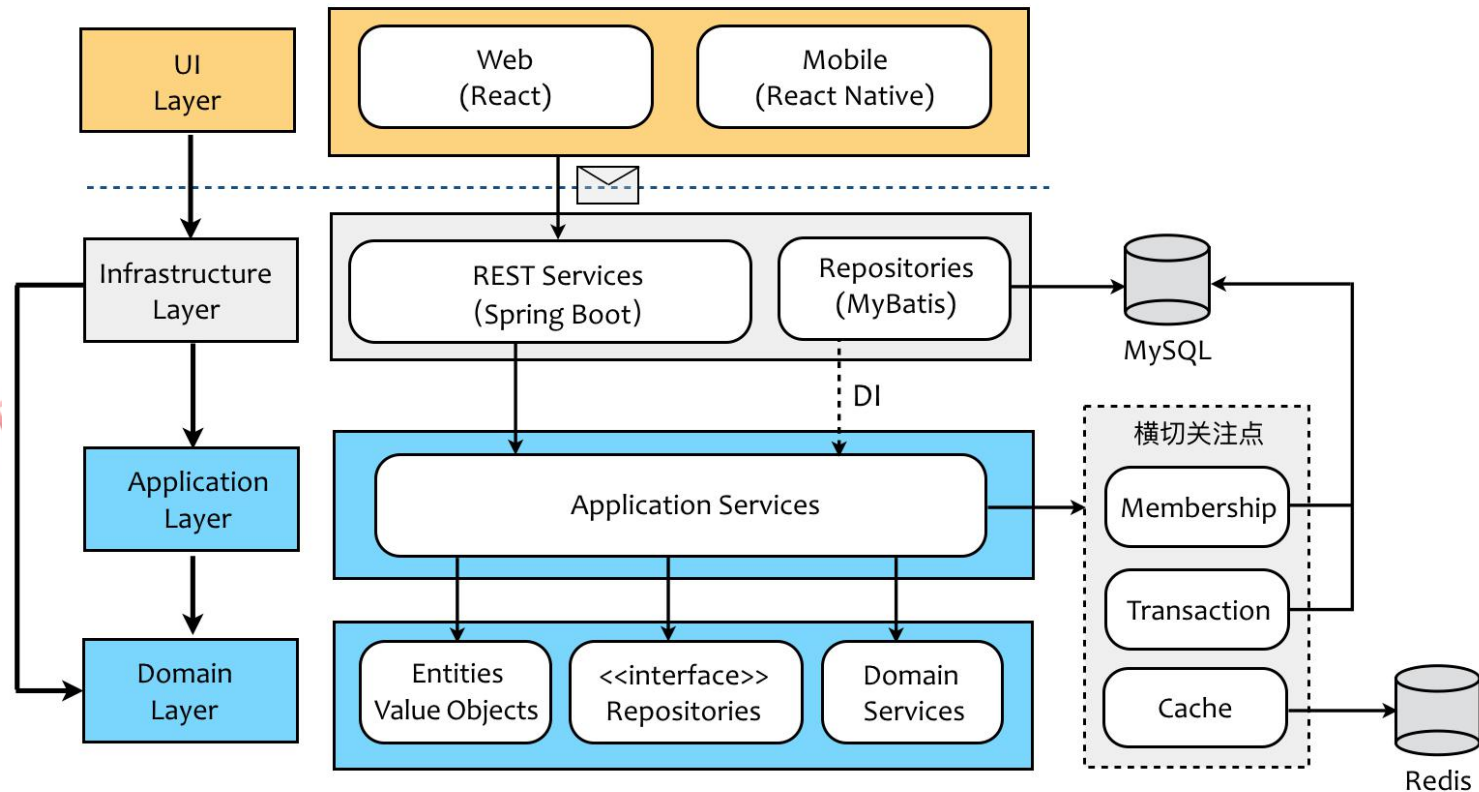 UI
Layer
Web
(React)
Mobile
(React Native)
Infrastructure
Layer
REST Services
(Spring Boot)
Repositories
(MyBatis)
MySQL
DI
Application
Layer
Application Services
横切关注点
Membership
Transaction
Cache
Domain
Layer
Entities
Value Objects
<<interface>>
Repositories
Domain
Services
Redis